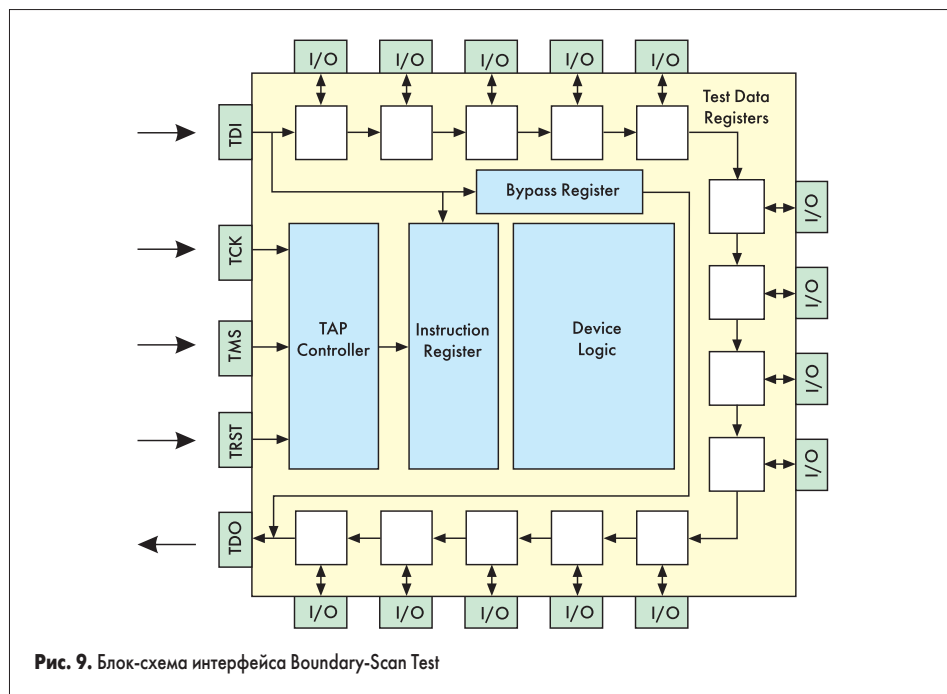 I/O I/O I/O I/O I/O
Test Data
Registers
TDI
Bypass Register
I/O
TCK
I/O
TAP
Controller
Instruction
Register
Device
Logic
TMS
I/O
TRST
I/O
TDO
I/O I/O I/O I/O I/O
Рис. 9. Блок-схема интерфейса Boundary-Scan Test